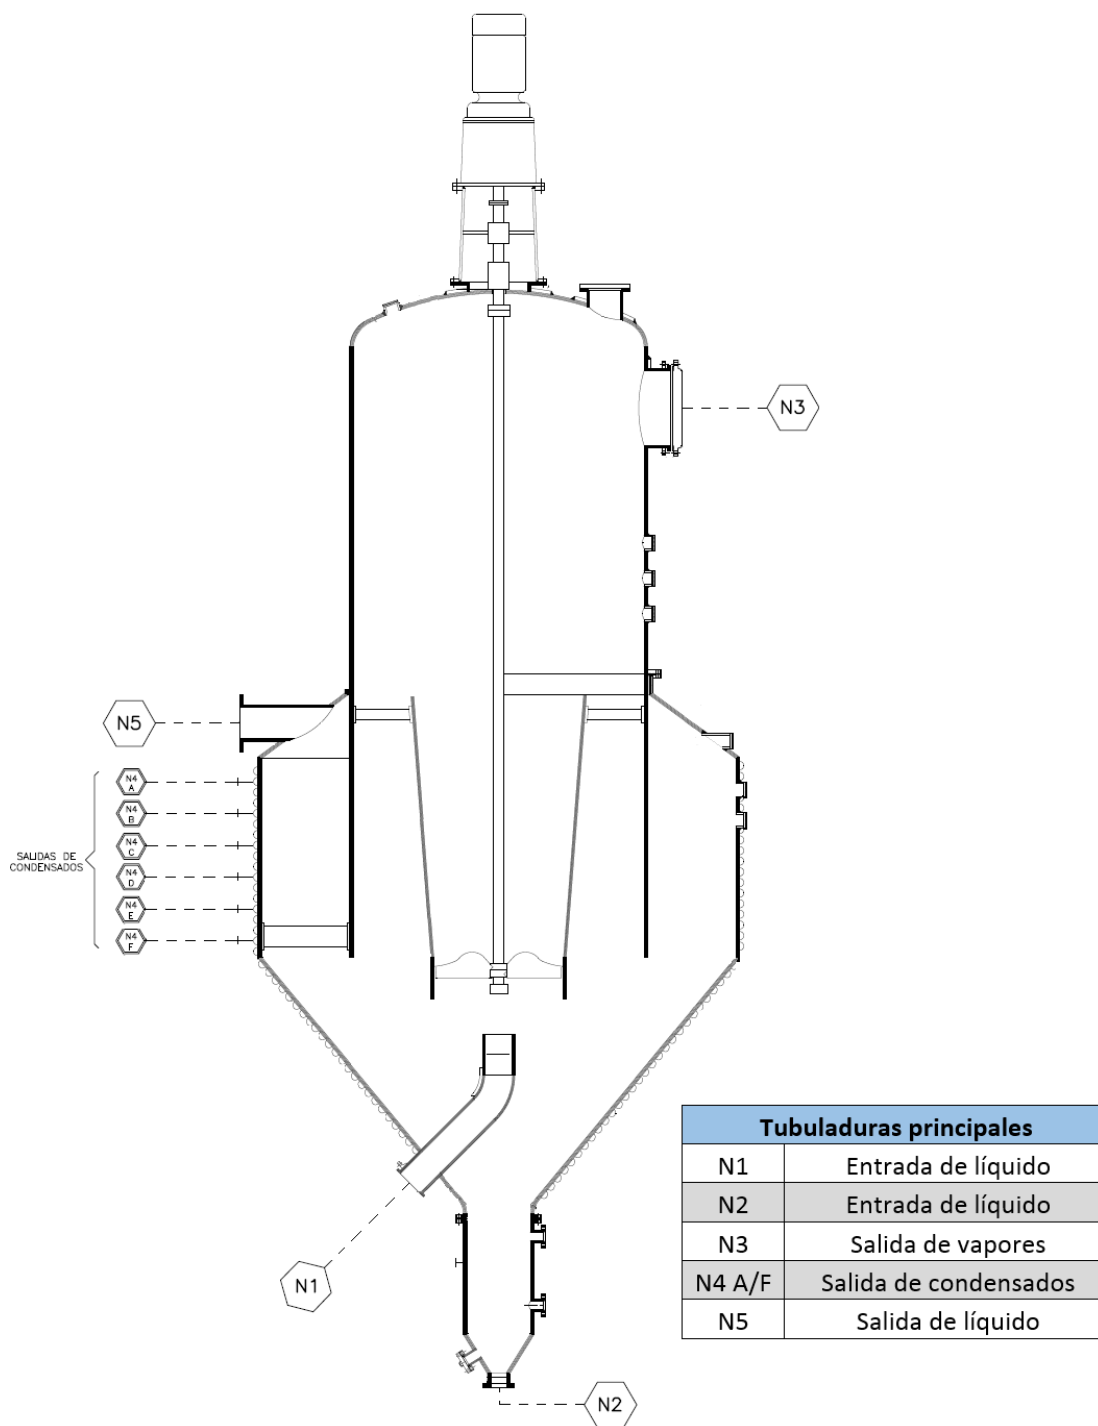 N3
N5
N4
A
N4
B
N4
C
N4
D
N4
E
N4
F
SALIDAS DE
CONDENSADOS
N1
N2
Tubuladuras principales
N1 Entrada de líquido
N2 Entrada de líquido
N3 Salida de vapores
N4 A/F Salida de condensados
N5 Salida de líquido